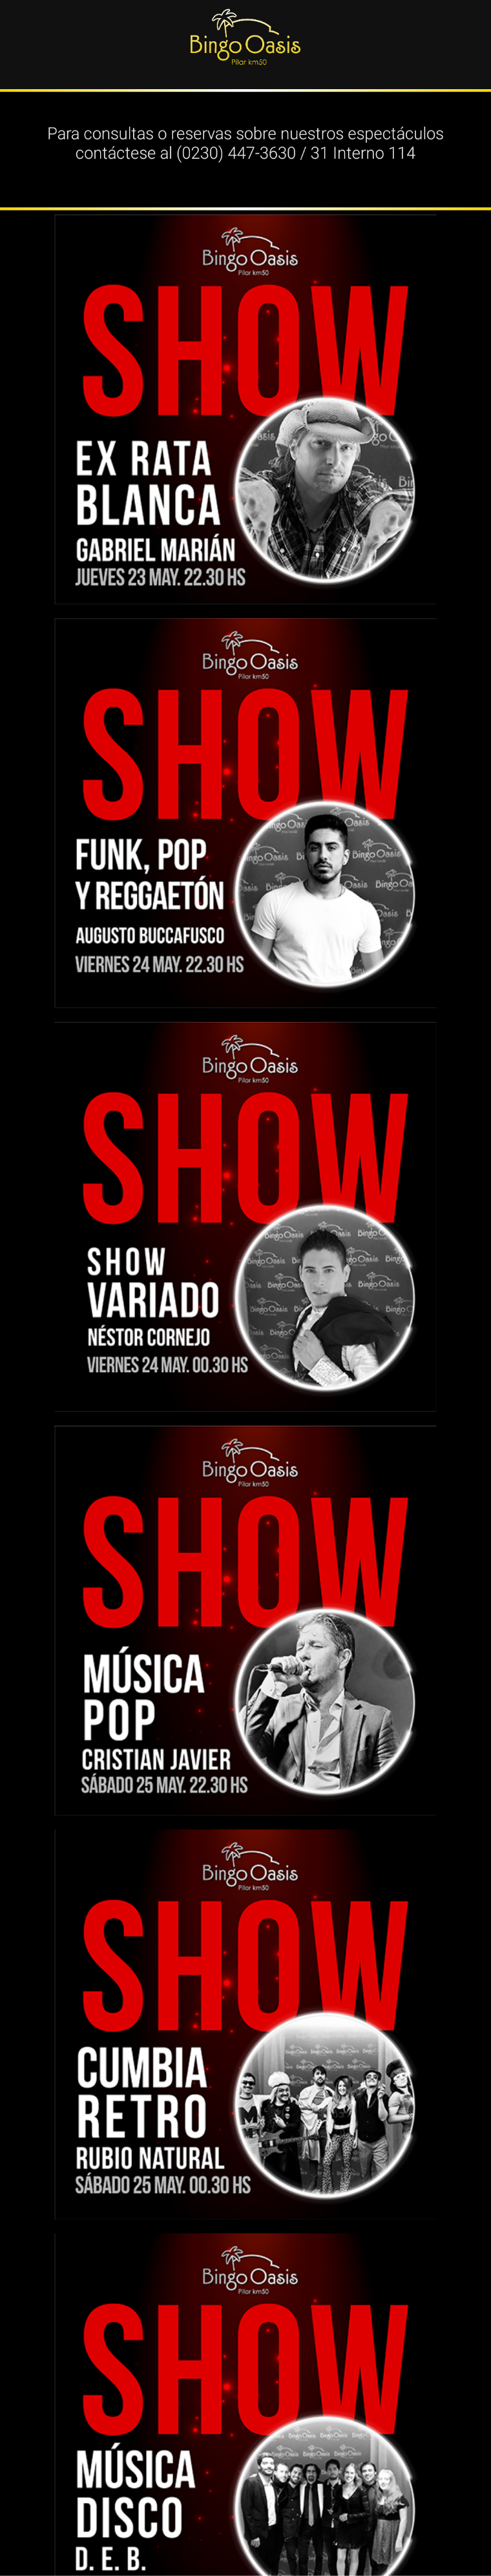 Bingo Oasis
Pilar km50
Para consultas o reservas sobre nuestros espectáculos
contáctese al (0230) 447-3630 / 31 Interno 114
Bingo Oasis
Pilar km50
SHOW
EX RATA
BLANCA
GABRIEL MARIÁN
JUEVES 23 MAY. 22.30 HS
Bingo Oasis
Pilar km50
SHOW
FUNK, POP
Y REGGAETÓN
AUGUSTO BUCCAFUSCO
VIERNES 24 MAY. 22.30 HS
Bingo Oasis
Pilar km50
SHOW
SHOW
VARIADO
NÉSTOR CORNEJO
VIERNES 24 MAY. 00.30 HS
Bingo Oasis
Pilar km50
SHOW
MÚSICA
POP
CRISTIAN JAVIER
SÁBADO 25 MAY. 22.30 HS
Bingo Oasis
Pilar km50
SHOW
CUMBIA
RETRO
RUBIO NATURAL
SÁBADO 25 MAY. 00.30 HS
Bingo Oasis
Pilar km50
SHOW
MÚSICA
DISCO
D. E. B.